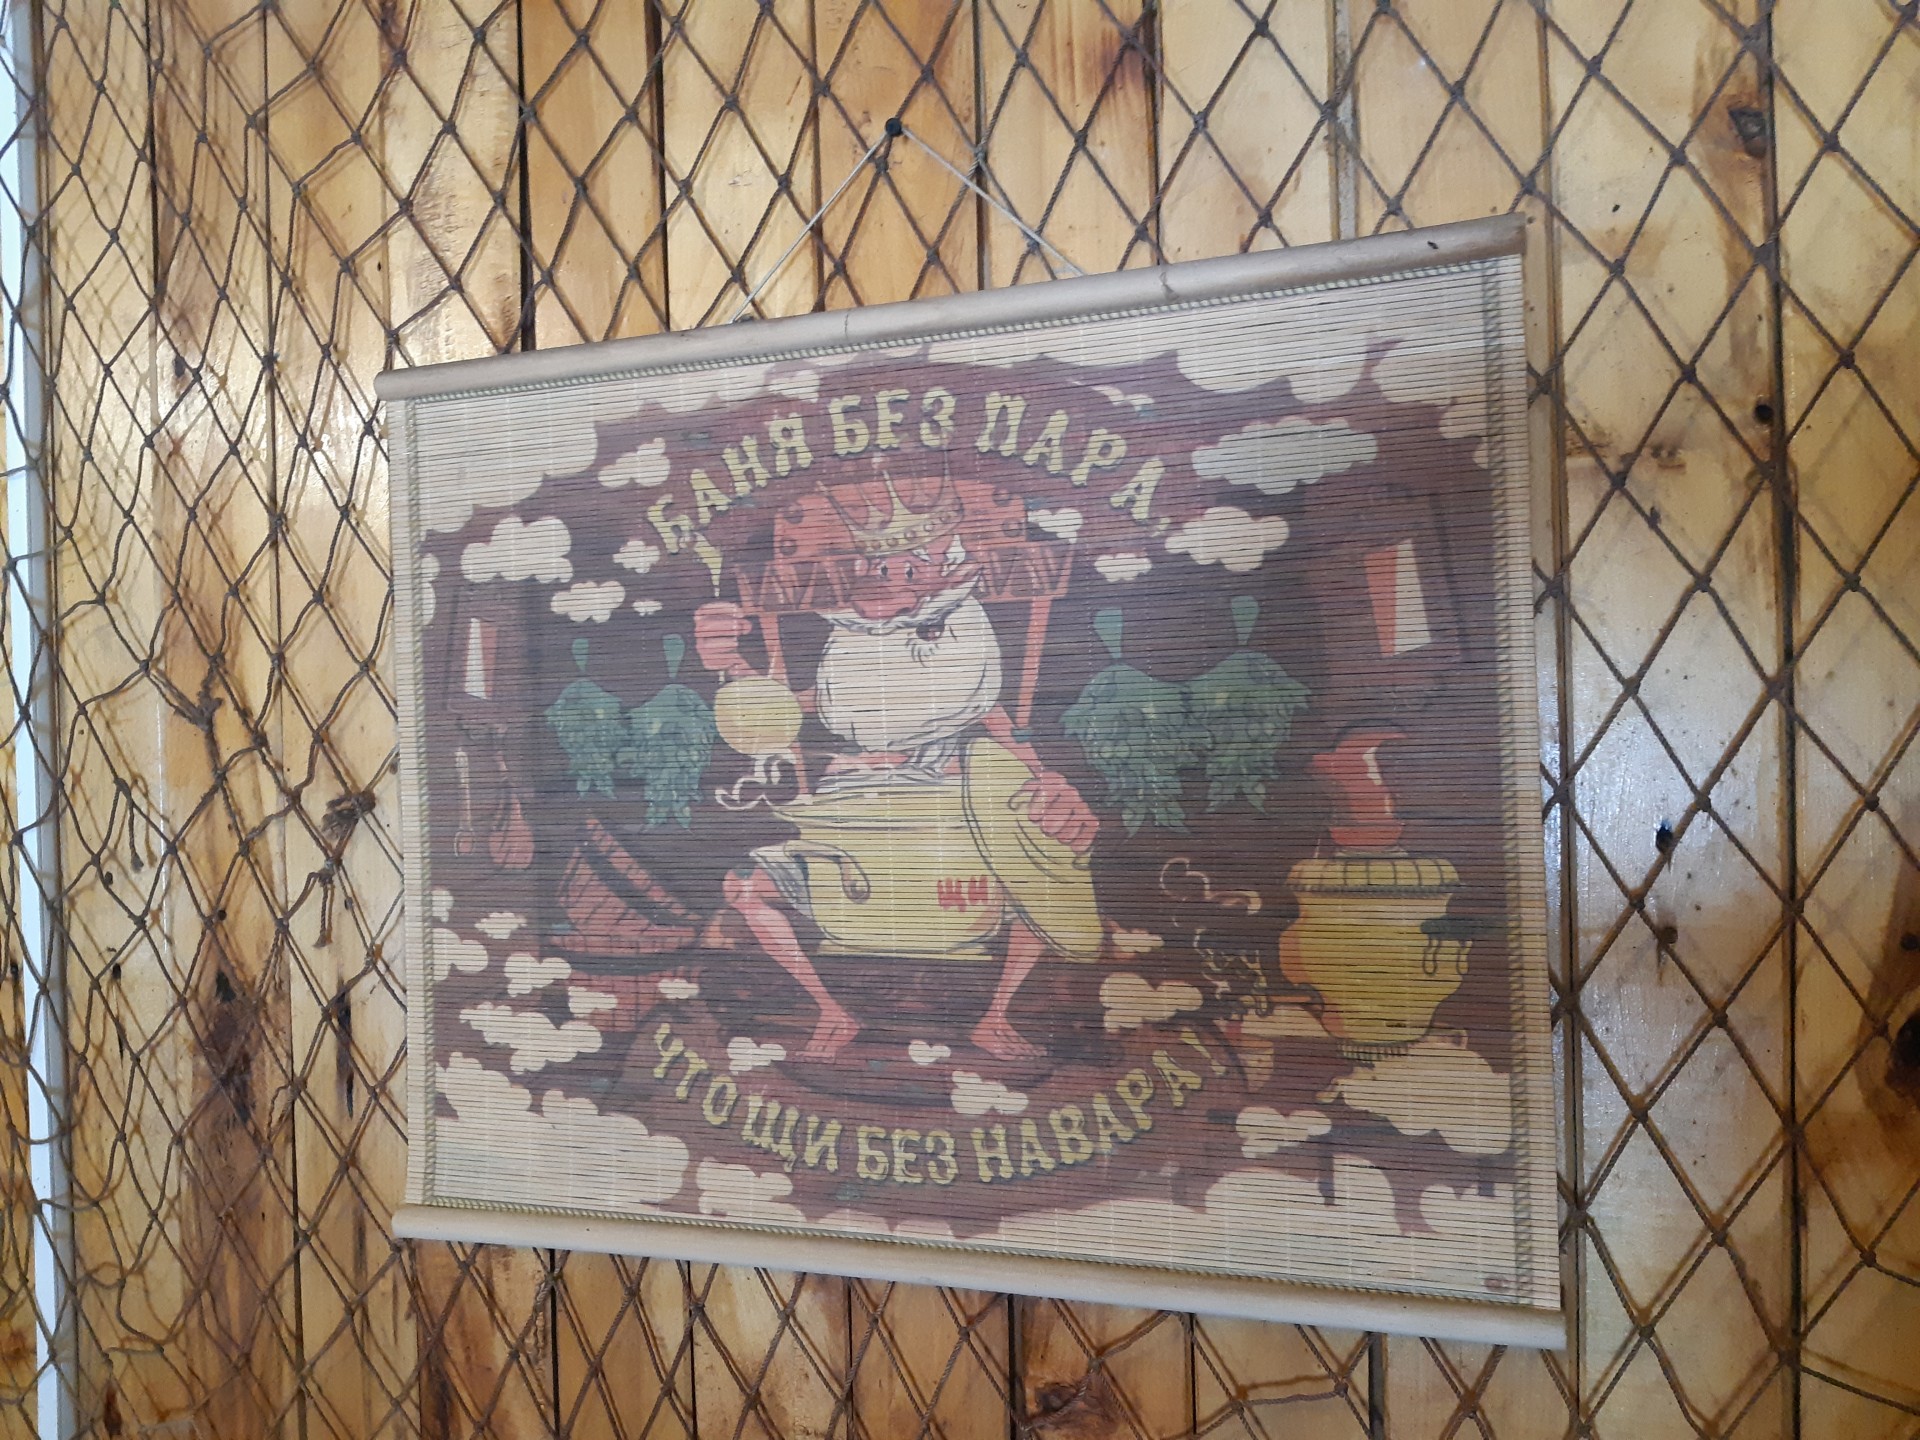 БАНЯ БЕЗ ПАРА,
ЩИ
ЧТО ЩИ БЕЗ НАВАРА!